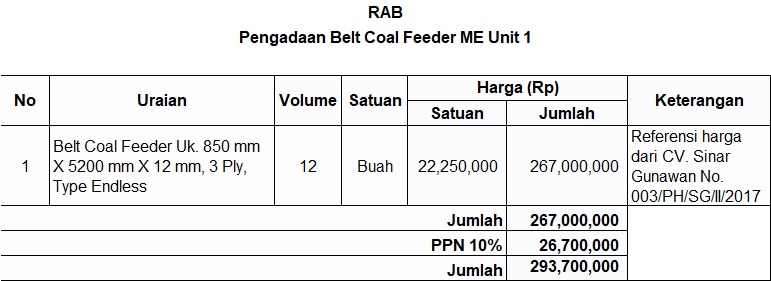 RAB
Pengadaan Belt Coal Feeder ME Unit 1
No Uraian Volume Satuan Harga (Rp) Keterangan
Satuan Jumlah
1 Belt Coal Feeder Uk. 850 mm X 5200 mm X 12 mm, 3 Ply, Type Endless 12 Buah 22,250,000 267,000,000 Referensi harga dari CV. Sinar Gunawan No. 003/PH/SG/II/2017
Jumlah 267,000,000
PPN 10% 26,700,000
Jumlah 293,700,000